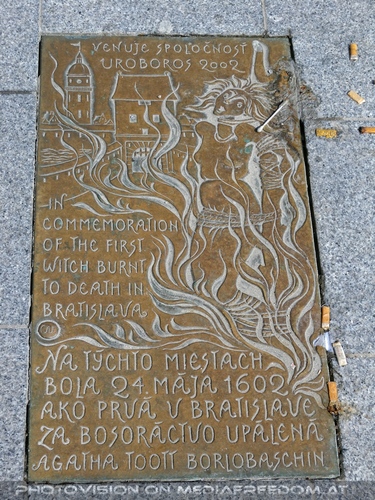 VENUJE SPOLOČNOSŤ
UROBOROS 2002
IN
COMMEMORATION
OF THE FIRST
WITCH BURNT
TO DEATH IN
BRATISLAVA
NA TÝCHTO MIESTACH
BOLA 24. MÁJA 1602
AKO PRVÁ V BRATISLAVE
ZA BOSORÁCTVO UPÁLENÁ
AGATHA TOOTT BORLOBASCHIN
PHOTOVISION ON MEDIAFREEDOM.AT